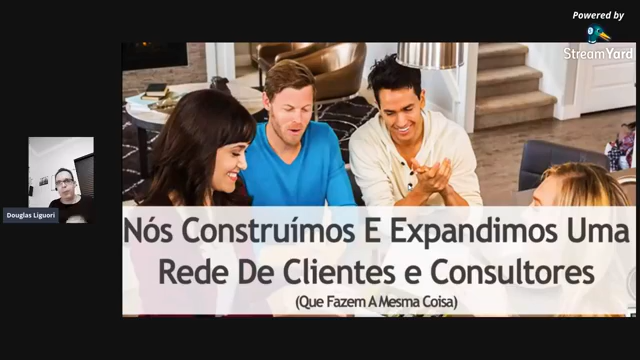 Powered by
StreamYard
Douglas Liguori
Nós Construímos E Expandimos Uma
Rede De Clientes e Consultores
(Que Fazem A Mesma Coisa)